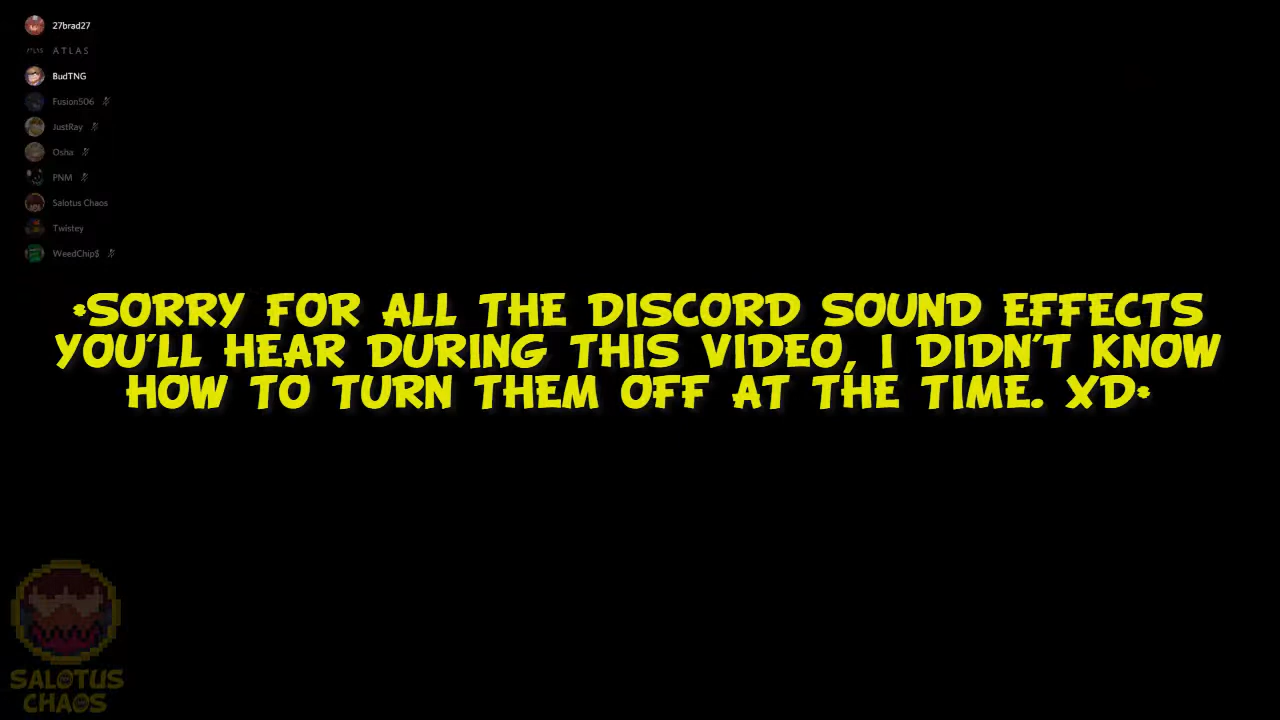 27brad27
ATLAS
BudTNG
Fusion506
JustRay
Osha
PNM
Salotus Chaos
Twistey
WeedChip$
*SORRY FOR ALL THE DISCORD SOUND EFFECTS
YOU'LL HEAR DURING THIS VIDEO, I DIDN'T KNOW
HOW TO TURN THEM OFF AT THE TIME. XD*
SALOTUS
CHAOS